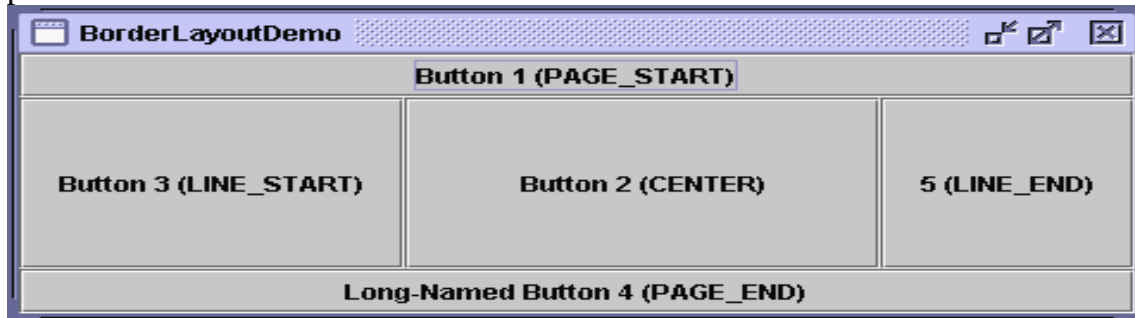 BorderLayoutDemo
Button 1 (PAGE_START)
Button 3 (LINE_START) Button 2 (CENTER) 5 (LINE_END)
Long-Named Button 4 (PAGE_END)